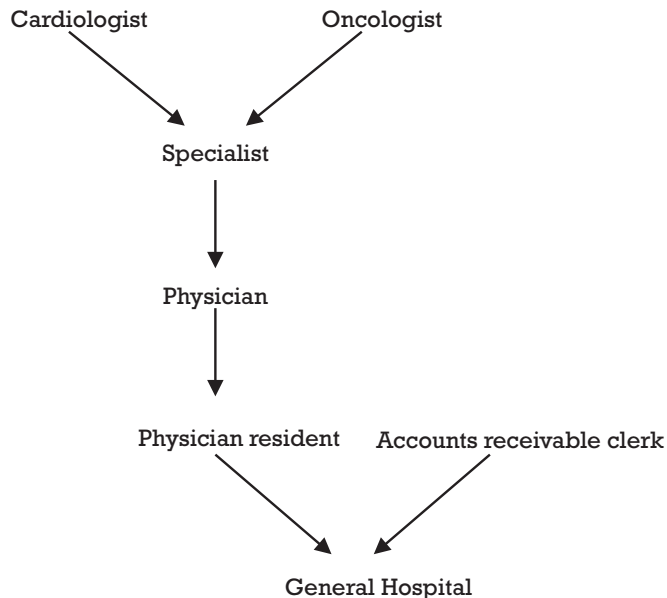 Cardiologist
Oncologist
Specialist
Physician
Physician resident
Accounts receivable clerk
General Hospital